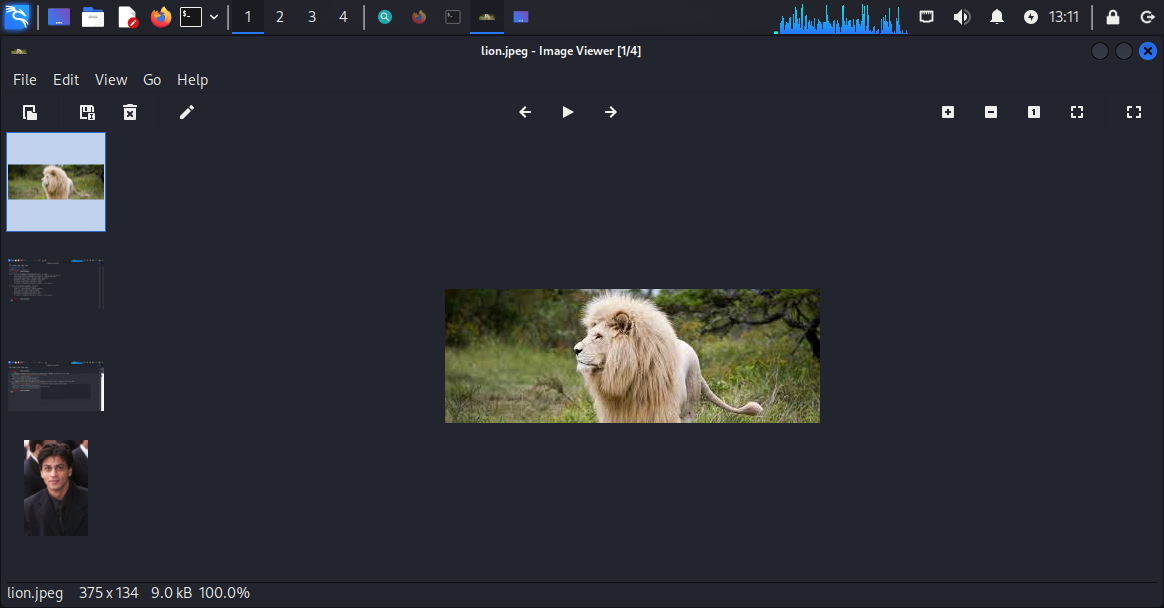 1 2 3 4 13:11
lion.jpeg - Image Viewer [1/4]
File Edit View Go Help
1
lion.jpeg 375 x 134 9.0 kB 100.0%